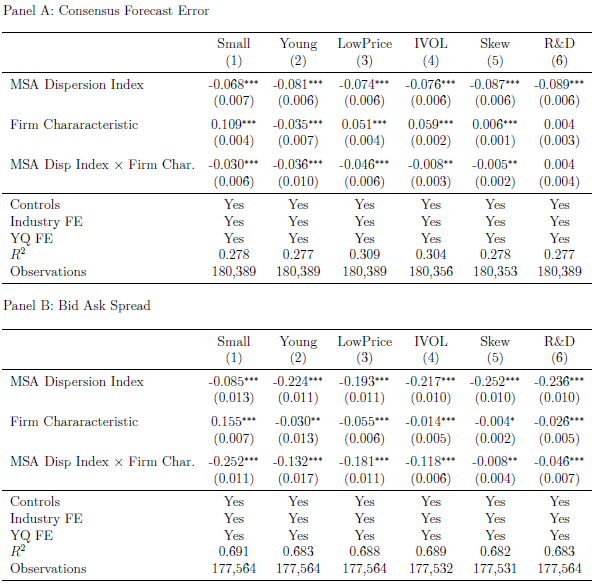 Panel A: Consensus Forecast Error
Small Young LowPrice IVOL Skew R&D
(1) (2) (3) (4) (5) (6)
MSA Dispersion Index -0.068*** -0.081*** -0.074*** -0.076*** -0.087*** -0.089***
(0.007) (0.006) (0.006) (0.006) (0.006) (0.006)
Firm Chararacteristic 0.109*** -0.035*** 0.051*** 0.059*** 0.006*** 0.004
(0.004) (0.007) (0.004) (0.002) (0.001) (0.003)
MSA Disp Index × Firm Char. -0.030*** -0.036*** -0.046*** -0.008** -0.005** 0.004
(0.006) (0.010) (0.006) (0.003) (0.002) (0.004)
Controls Yes Yes Yes Yes Yes Yes
Industry FE Yes Yes Yes Yes Yes Yes
YQ FE Yes Yes Yes Yes Yes Yes
R² 0.278 0.277 0.309 0.304 0.278 0.277
Observations 180,389 180,389 180,389 180,356 180,353 180,389
Panel B: Bid Ask Spread
Small Young LowPrice IVOL Skew R&D
(1) (2) (3) (4) (5) (6)
MSA Dispersion Index -0.085*** -0.224*** -0.193*** -0.217*** -0.252*** -0.236***
(0.013) (0.011) (0.011) (0.010) (0.010) (0.010)
Firm Chararacteristic 0.155*** -0.030** -0.055*** -0.014*** -0.004* -0.026***
(0.007) (0.013) (0.006) (0.005) (0.002) (0.005)
MSA Disp Index × Firm Char. -0.252*** -0.132*** -0.181*** -0.118*** -0.008** -0.046***
(0.011) (0.017) (0.011) (0.006) (0.004) (0.007)
Controls Yes Yes Yes Yes Yes Yes
Industry FE Yes Yes Yes Yes Yes Yes
YQ FE Yes Yes Yes Yes Yes Yes
R² 0.691 0.683 0.688 0.689 0.682 0.683
Observations 177,564 177,564 177,564 177,532 177,531 177,564